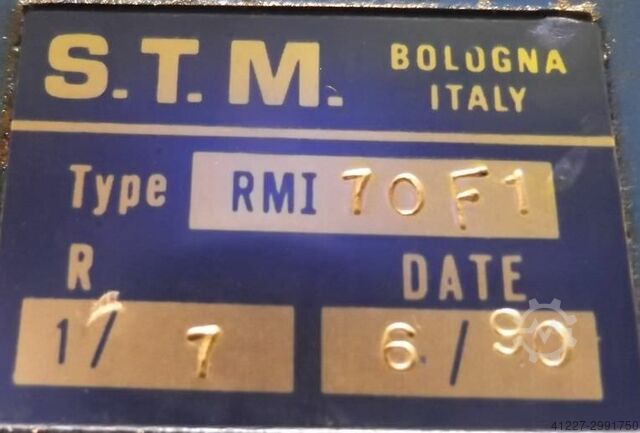 S.T.M. BOLOGNA
ITALY
Type RMI 70F1
R DATE
1/7 6/90
41227-2991750